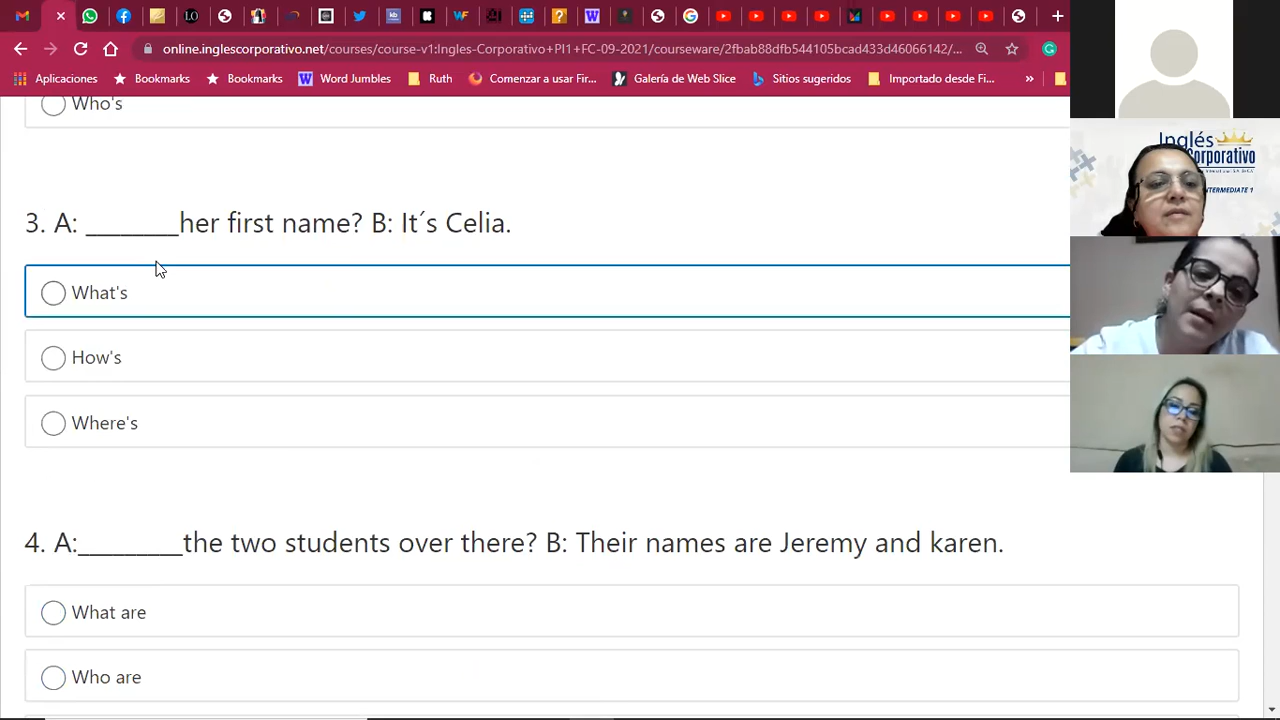 online.inglescorporativo.net/courses/course-v1:Ingles-Corporativo+PI1+FC-09-2021/courseware/2fbab88dfb544105bcad433d46066142/...
Aplicaciones Bookmarks Bookmarks Word Jumbles Ruth Comenzar a usar Fir... Galería de Web Slice Sitios sugeridos Importado desde Fi... »
Who's
Inglés
Corporativo
INTERMEDIATE 1
3. A: ________her first name? B: It´s Celia.
What's
How's
Where's
4. A:_________the two students over there? B: Their names are Jeremy and karen.
What are
Who are